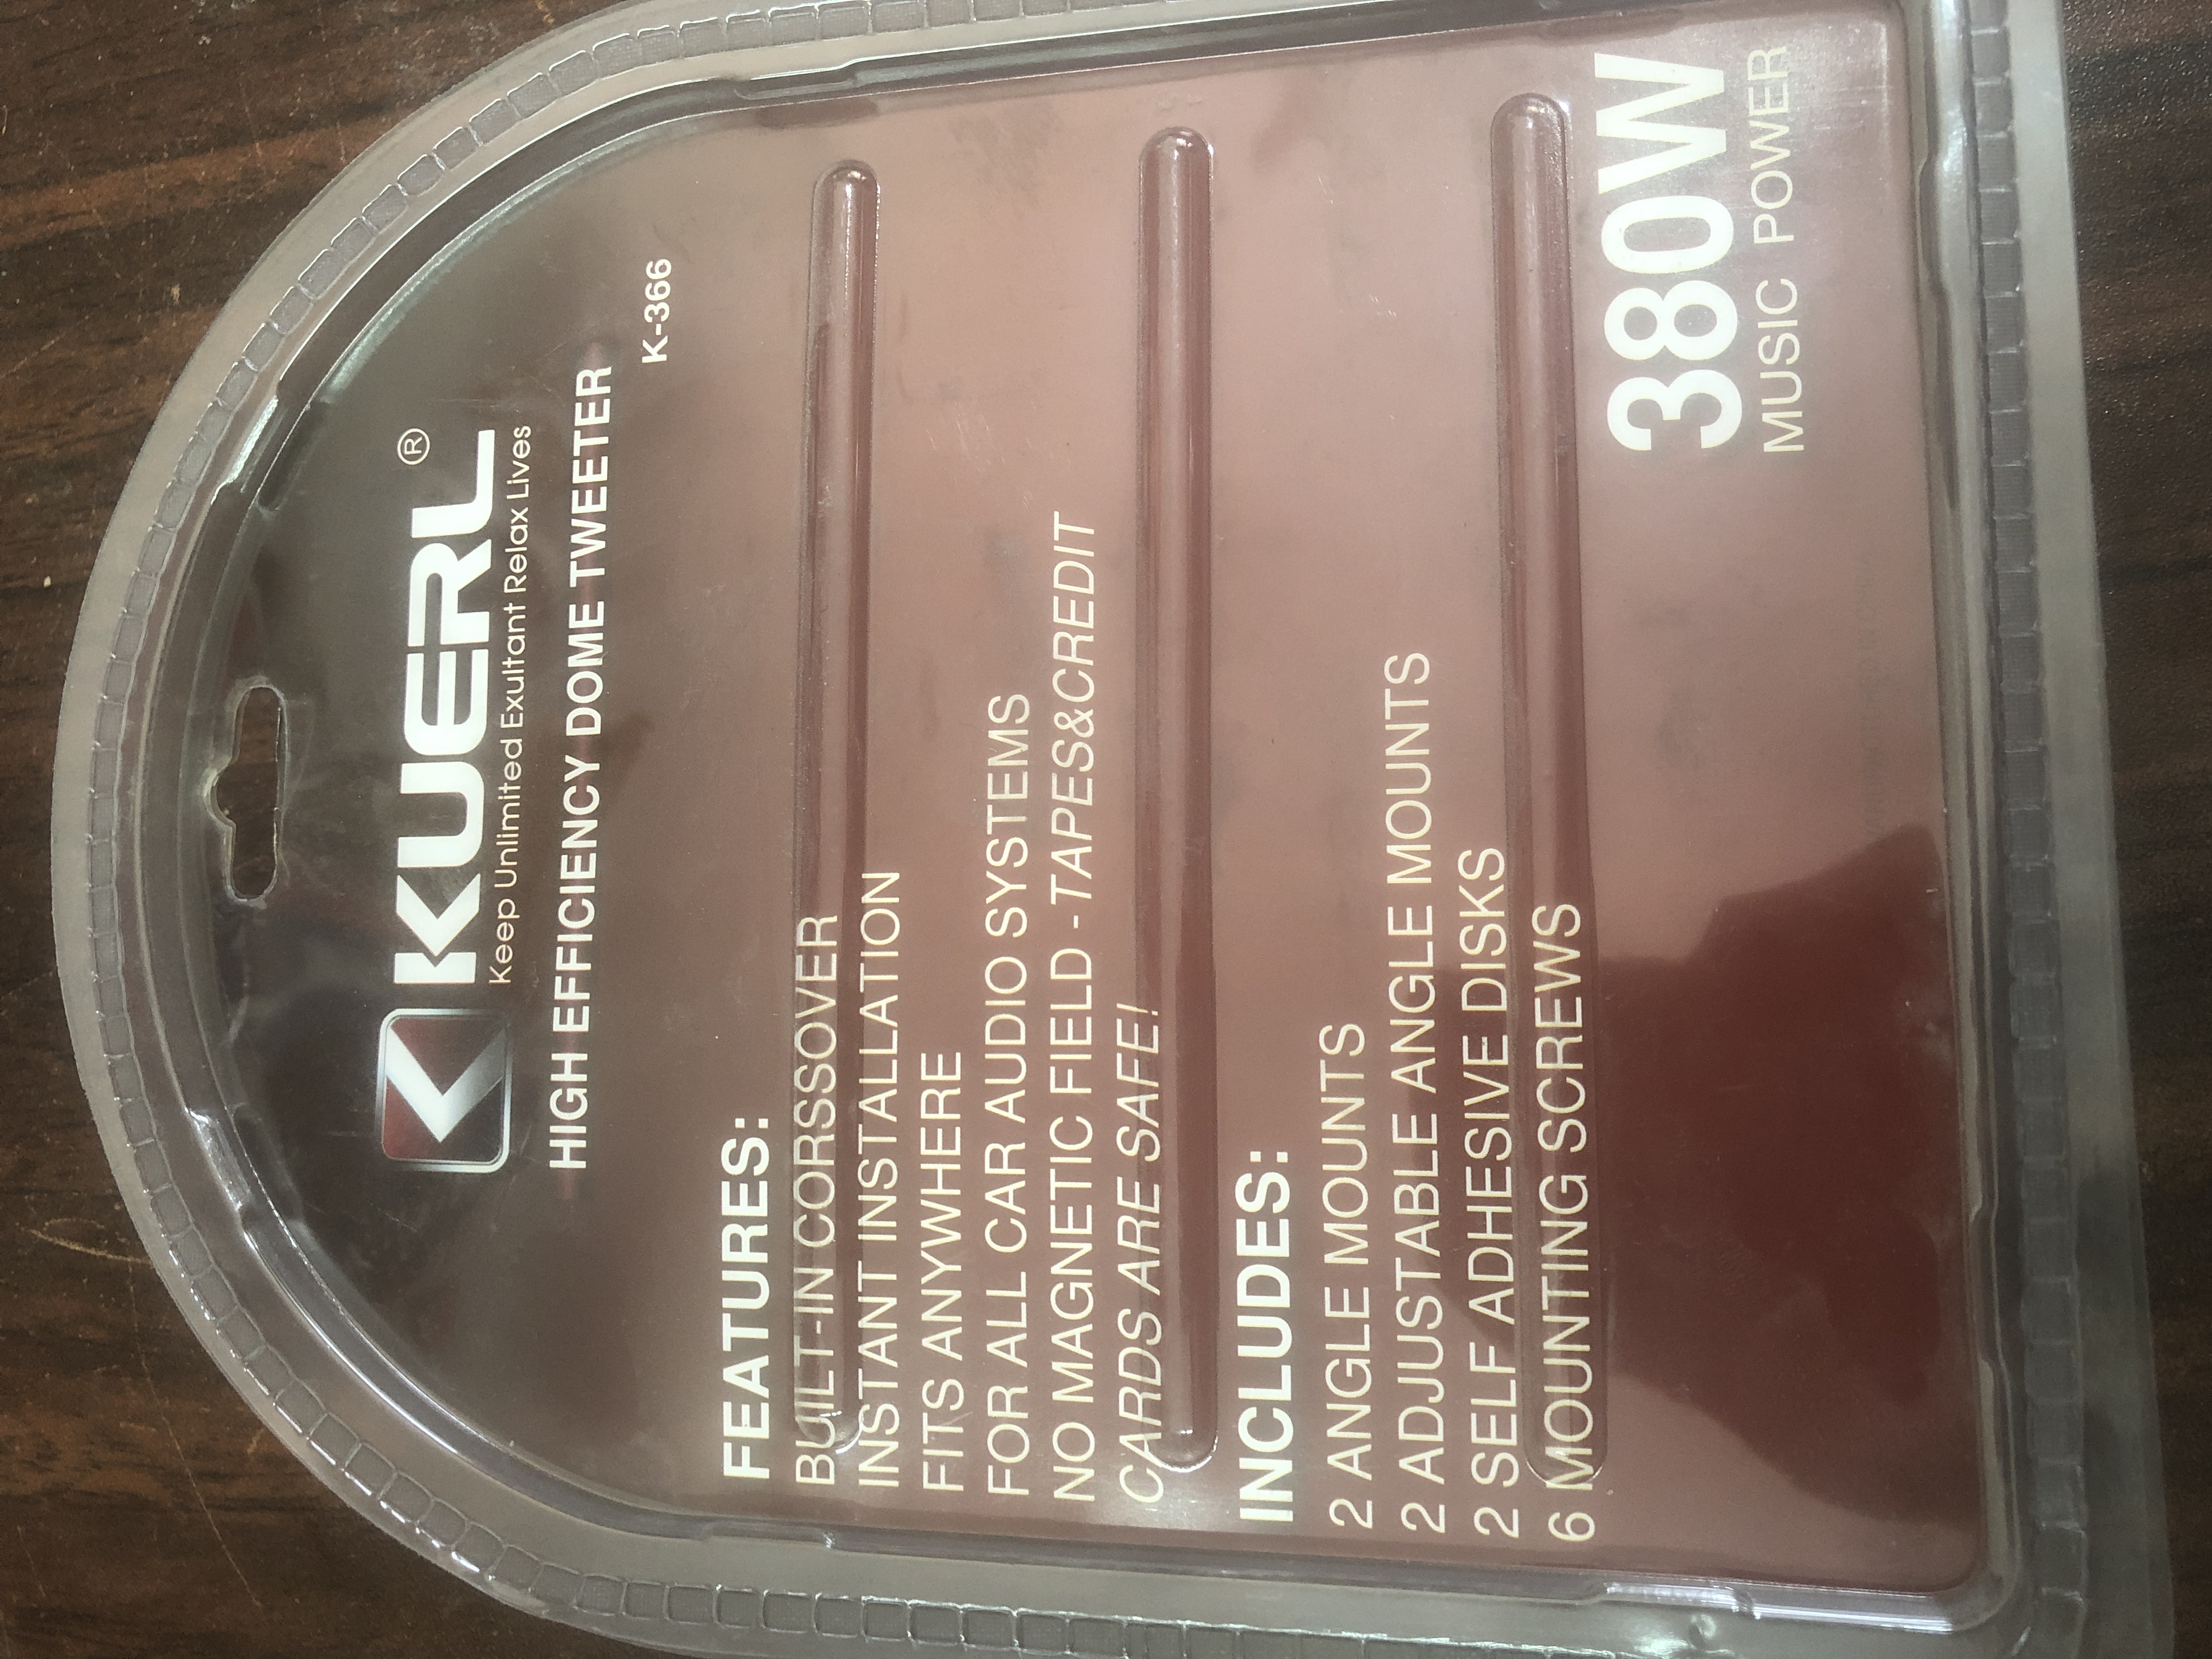 KUERL®
Keep Unlimited Exultant Relax Lives
HIGH EFFICIENCY DOME TWEETER
K-366
FEATURES:
BUILT-IN CORSSOVER
INSTANT INSTALLATION
FITS ANYWHERE
FOR ALL CAR AUDIO SYSTEMS
NO MAGNETIC FIELD - TAPES&CREDIT
CARDS ARE SAFE!
INCLUDES:
2 ANGLE MOUNTS
2 ADJUSTABLE ANGLE MOUNTS
2 SELF ADHESIVE DISKS
6 MOUNTING SCREWS
380W
MUSIC POWER